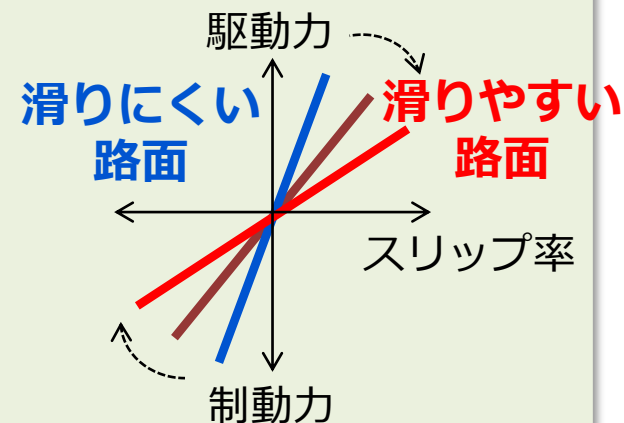 駆動力
滑りにくい
路面
滑りやすい
路面
スリップ率
制動力